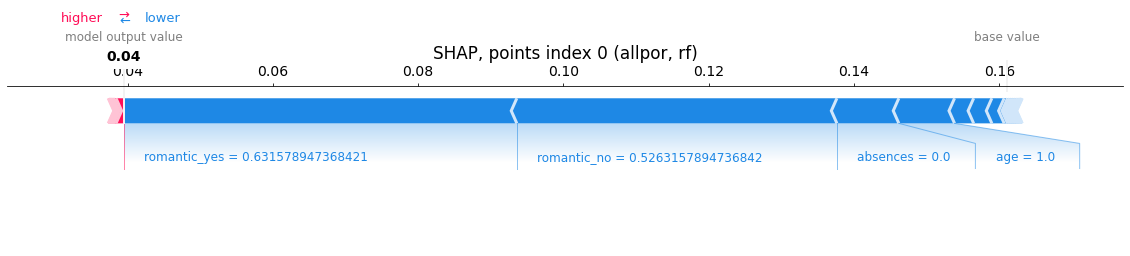 higher ⇄ lower
model output value base value
SHAP, points index 0 (allpor, rf)
0.04
0.04 0.06 0.08 0.10 0.12 0.14 0.16
romantic_yes = 0.631578947368421 romantic_no = 0.5263157894736842 absences = 0.0 age = 1.0